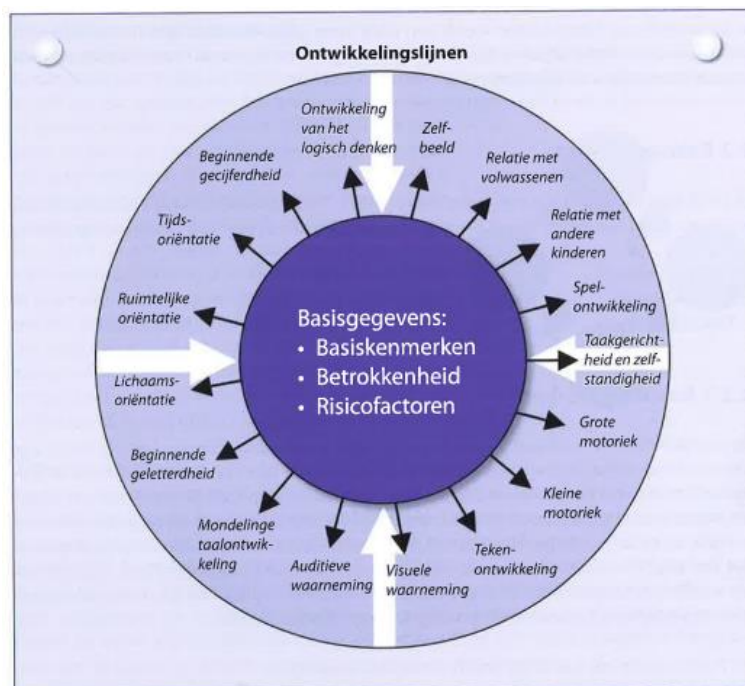 Ontwikkelingslijnen
Ontwikkeling
van het
logisch denken
Zelf-
beeld
Relatie met
volwassenen
Relatie met
andere
kinderen
Spel-
ontwikkeling
Taakgericht-
heid en zelf-
standigheid
Grote
motoriek
Kleine
motoriek
Teken-
ontwikkeling
Visuele
waarneming
Auditieve
waarneming
Mondelinge
taalontwik-
keling
Beginnende
geletterdheid
Lichaams-
oriëntatie
Ruimtelijke
oriëntatie
Tijds-
oriëntatie
Beginnende
gecijferdheid
Basisgegevens:
• Basiskenmerken
• Betrokkenheid
• Risicofactoren